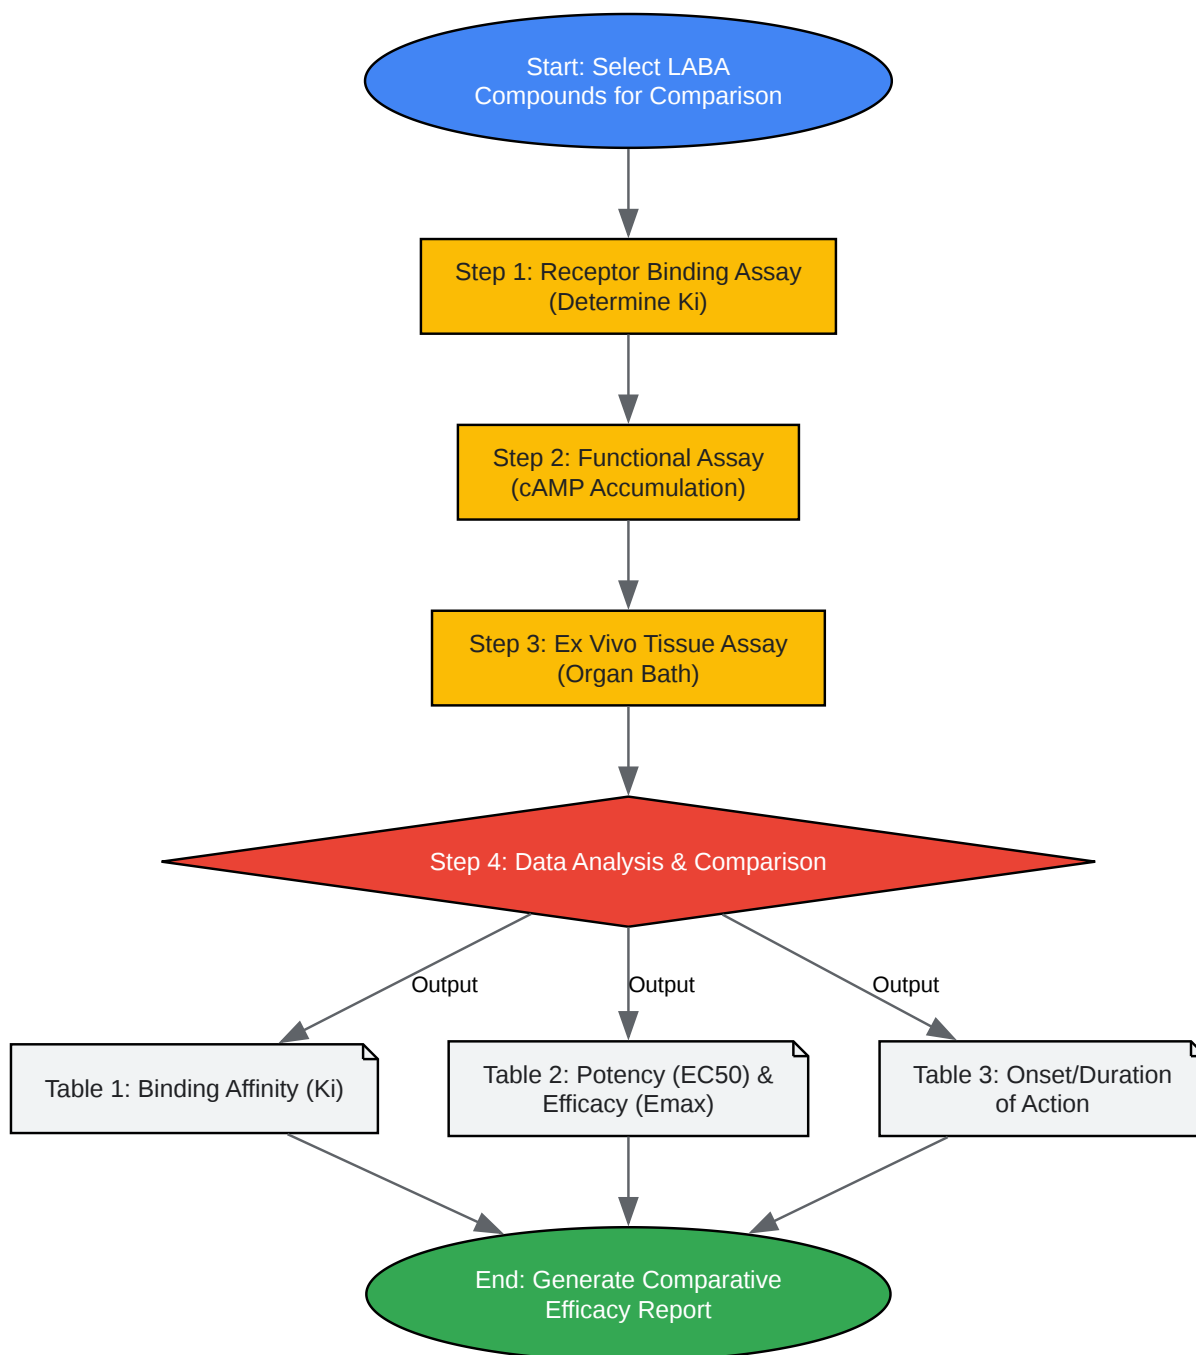 Start: Select LABA
Compounds for Comparison
Step 1: Receptor Binding Assay
(Determine Ki)
Step 2: Functional Assay
(cAMP Accumulation)
Step 3: Ex Vivo Tissue Assay
(Organ Bath)
Step 4: Data Analysis & Comparison
Output
Output
Output
Table 1: Binding Affinity (Ki)
Table 2: Potency (EC50) &
Efficacy (Emax)
Table 3: Onset/Duration
of Action
End: Generate Comparative
Efficacy Report